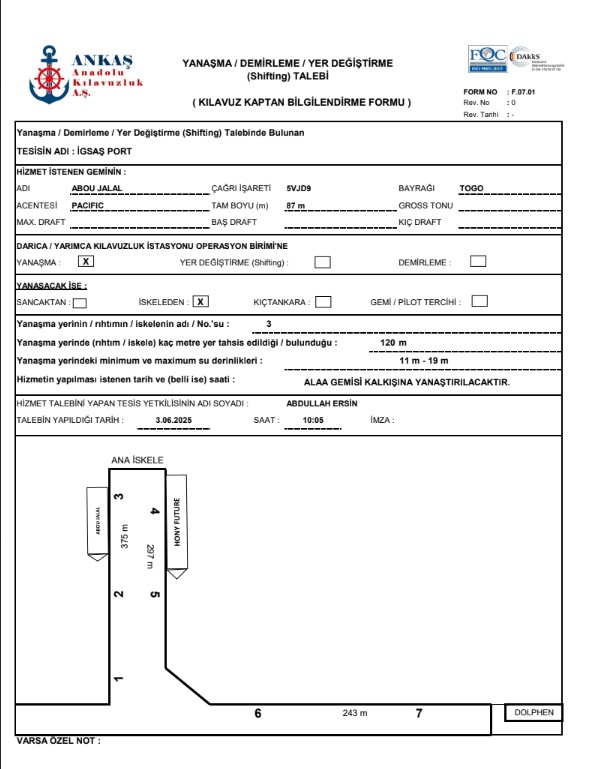 ANKAŞ
Anadolu
Kılavuzluk
A.Ş.
YANAŞMA / DEMİRLEME / YER DEĞİŞTİRME
(Shifting) TALEBİ
( KILAVUZ KAPTAN BİLGİLENDİRME FORMU )
FQC
ISO 9001:2015
DAkkS
FORM NO : F.07.01
Rev. No : 0
Rev. Tarihi : -
Yanaşma / Demirleme / Yer Değiştirme (Shifting) Talebinde Bulunan
TESİSİN ADI : İGSAŞ PORT
HİZMET İSTENEN GEMİNİN :
ADI ABOU JALAL ÇAĞRI İŞARETİ 5VJD9 BAYRAĞI TOGO
ACENTESİ PACIFIC TAM BOYU (m) 87 m GROSS TONU
MAX. DRAFT BAŞ DRAFT KIÇ DRAFT
DARICA / YARIMCA KILAVUZLUK İSTASYONU OPERASYON BİRİMİ'NE
YANAŞMA : X YER DEĞİŞTİRME (Shifting) : DEMİRLEME :
YANAŞACAK İSE :
SANCAKTAN : İSKELEDEN : X KIÇTANKARA : GEMİ / PİLOT TERCİHİ :
Yanaşma yerinin / rıhtımın / iskelenin adı / No.'su : 3
Yanaşma yerinde (rıhtım / iskele) kaç metre yer tahsis edildiği / bulunduğu : 120 m
Yanaşma yerindeki minimum ve maximum su derinlikleri : 11 m - 19 m
Hizmetin yapılması istenen tarih ve (belli ise) saati : ALAA GEMİSİ KALKIŞINA YANAŞTIRILACAKTIR.
HİZMET TALEBİNİ YAPAN TESİS YETKİLİSİNİN ADI SOYADI : ABDULLAH ERSİN
TALEBİN YAPILDIĞI TARİH : 3.06.2025 SAAT : 10:05 İMZA :
ANA İSKELE
ABOU JALAL
3
375 m
4
HONY FUTURE
297 m
2
5
1
6 243 m 7 DOLPHEN
VARSA ÖZEL NOT :